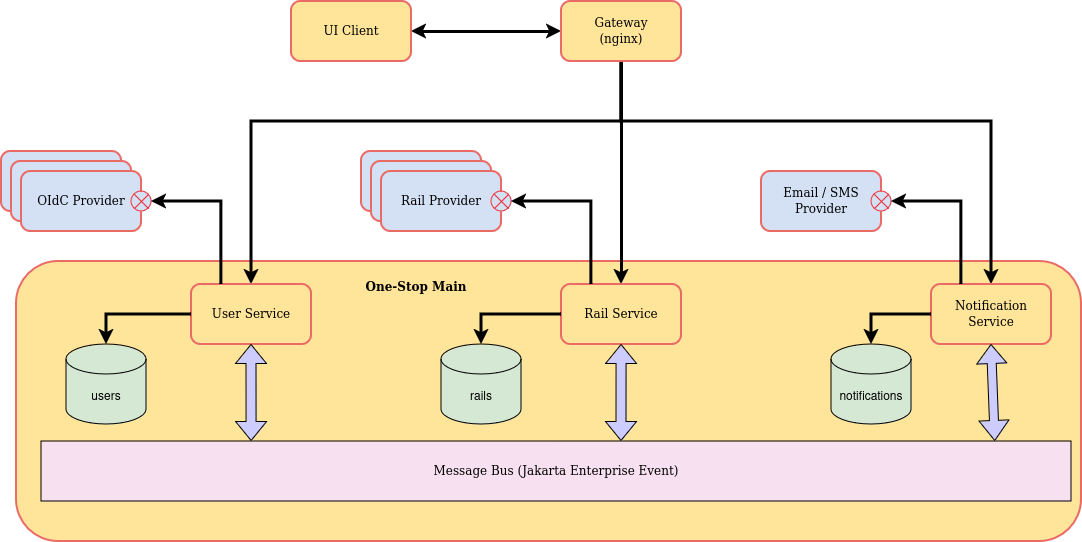 UI Client
Gateway
(nginx)
OIdC Provider
Rail Provider
Email / SMS
Provider
One-Stop Main
User Service
Rail Service
Notification
Service
users
rails
notifications
Message Bus (Jakarta Enterprise Event)